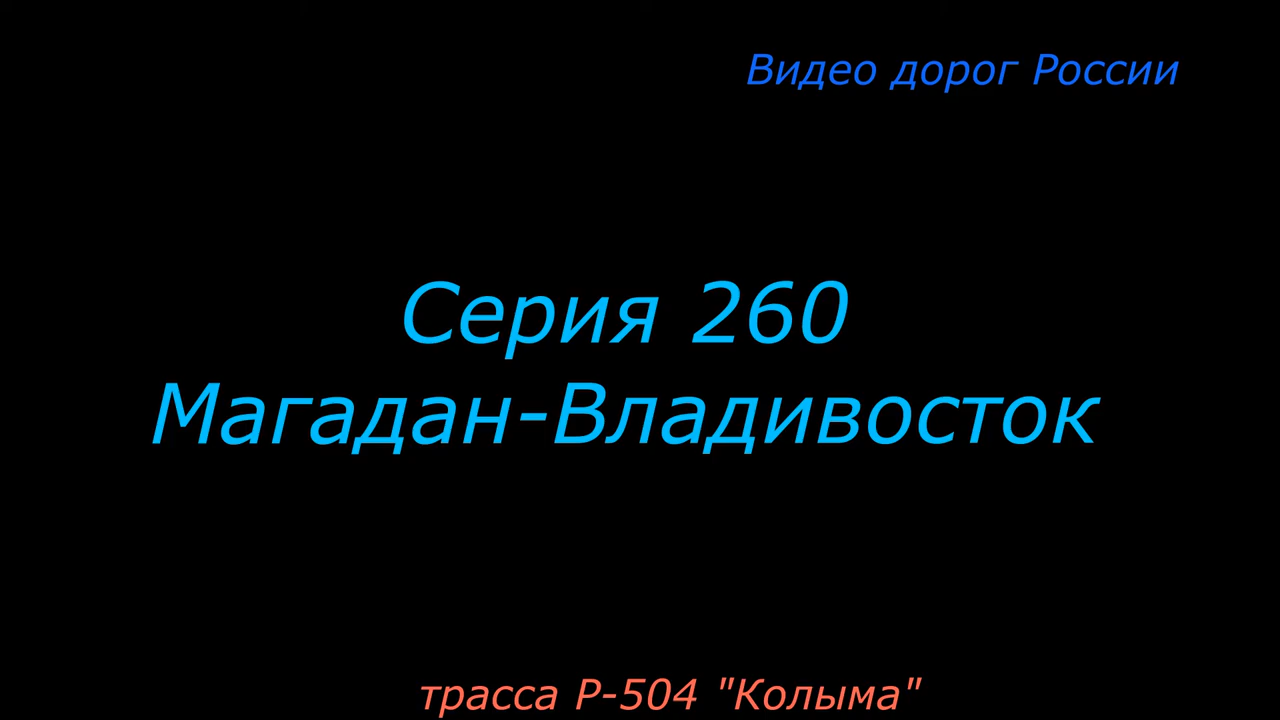 Видео дорог России
Серия 260
Магадан-Владивосток
трасса Р-504 "Колыма"